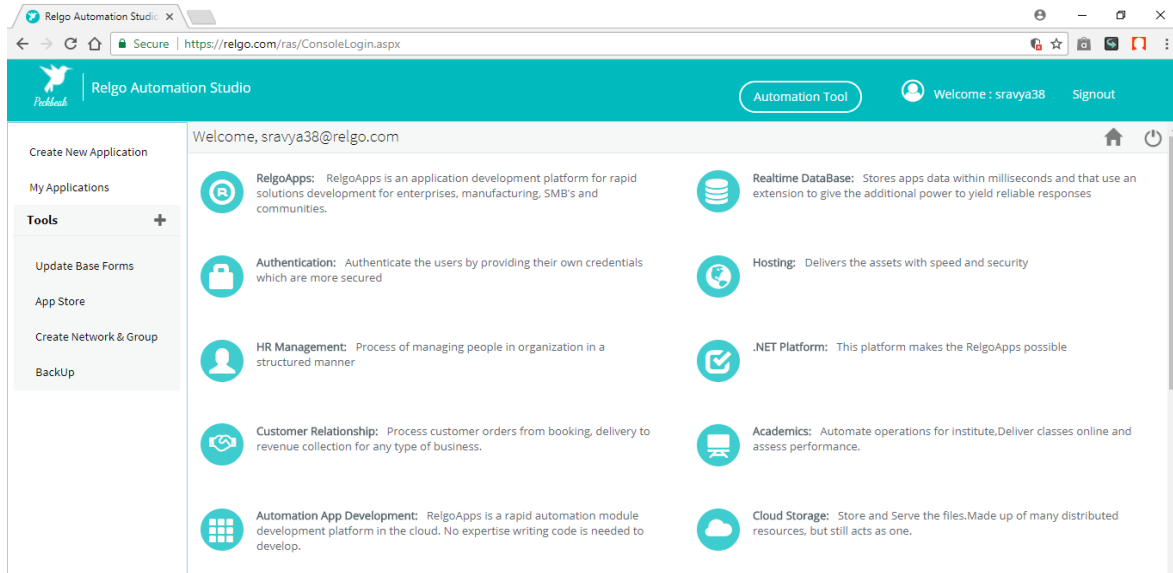 Relgo Automation Studio
Secure https://relgo.com/ras/ConsoleLogin.aspx
Peckbeak
Relgo Automation Studio
Automation Tool
Welcome : sravya38
Signout
Create New Application
My Applications
Tools
Update Base Forms
App Store
Create Network & Group
BackUp
Welcome, sravya38@relgo.com
RelgoApps: RelgoApps is an application development platform for rapid
solutions development for enterprises, manufacturing, SMB's and
communities.
Realtime DataBase: Stores apps data within milliseconds and that use an
extension to give the additional power to yield reliable responses
Authentication: Authenticate the users by providing their own credentials
which are more secured
Hosting: Delivers the assets with speed and security
HR Management: Process of managing people in organization in a
structured manner
.NET Platform: This platform makes the RelgoApps possible
Customer Relationship: Process customer orders from booking, delivery to
revenue collection for any type of business.
Academics: Automate operations for institute,Deliver classes online and
assess performance.
Automation App Development: RelgoApps is a rapid automation module
development platform in the cloud. No expertise writing code is needed to
develop.
Cloud Storage: Store and Serve the files.Made up of many distributed
resources, but still acts as one.